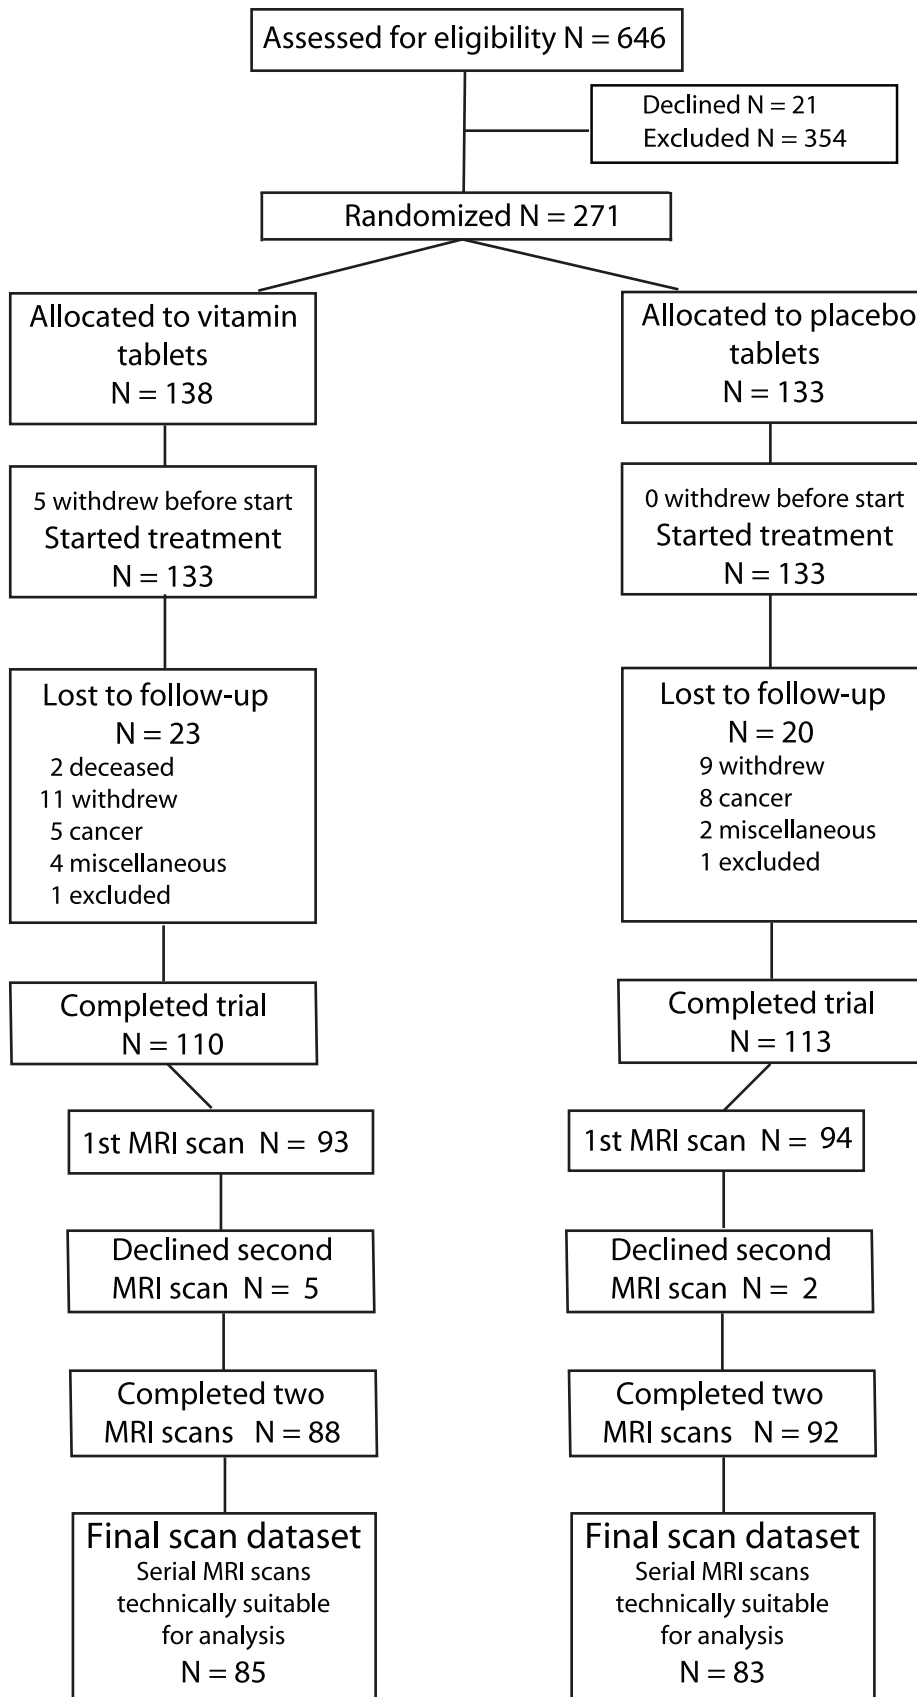 Assessed for eligibility N = 646
Declined N = 21
Excluded N = 354
Randomized N = 271
Allocated to vitamin
tablets
N = 138
Allocated to placebo
tablets
N = 133
5 withdrew before start
Started treatment
N = 133
0 withdrew before start
Started treatment
N = 133
Lost to follow-up
N = 23
2 deceased
11 withdrew
5 cancer
4 miscellaneous
1 excluded
Lost to follow-up
N = 20
9 withdrew
8 cancer
2 miscellaneous
1 excluded
Completed trial
N = 110
Completed trial
N = 113
1st MRI scan N = 93
1st MRI scan N = 94
Declined second
MRI scan N = 5
Declined second
MRI scan N = 2
Completed two
MRI scans N = 88
Completed two
MRI scans N = 92
Final scan dataset
Serial MRI scans
technically suitable
for analysis
N = 85
Final scan dataset
Serial MRI scans
technically suitable
for analysis
N = 83